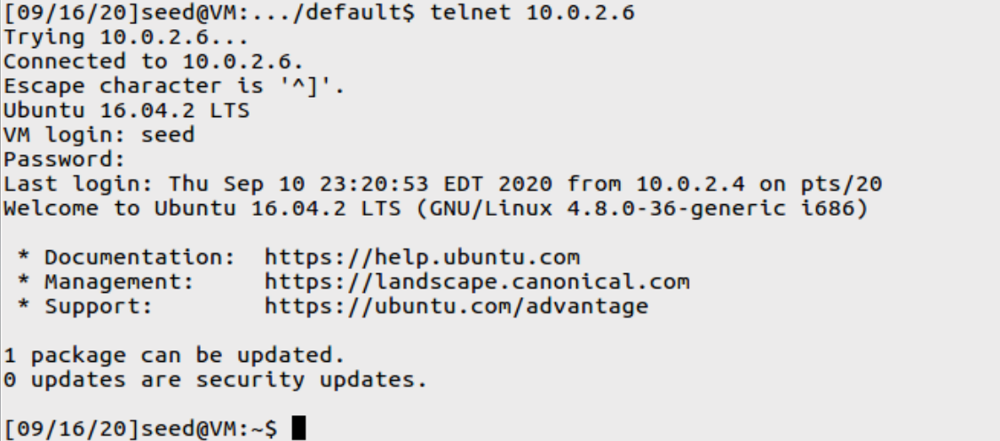 [09/16/20]seed@VM:.../default$ telnet 10.0.2.6
Trying 10.0.2.6...
Connected to 10.0.2.6.
Escape character is '^]'.
Ubuntu 16.04.2 LTS
VM login: seed
Password:
Last login: Thu Sep 10 23:20:53 EDT 2020 from 10.0.2.4 on pts/20
Welcome to Ubuntu 16.04.2 LTS (GNU/Linux 4.8.0-36-generic i686)

 * Documentation:  https://help.ubuntu.com
 * Management:     https://landscape.canonical.com
 * Support:        https://ubuntu.com/advantage

1 package can be updated.
0 updates are security updates.

[09/16/20]seed@VM:~$